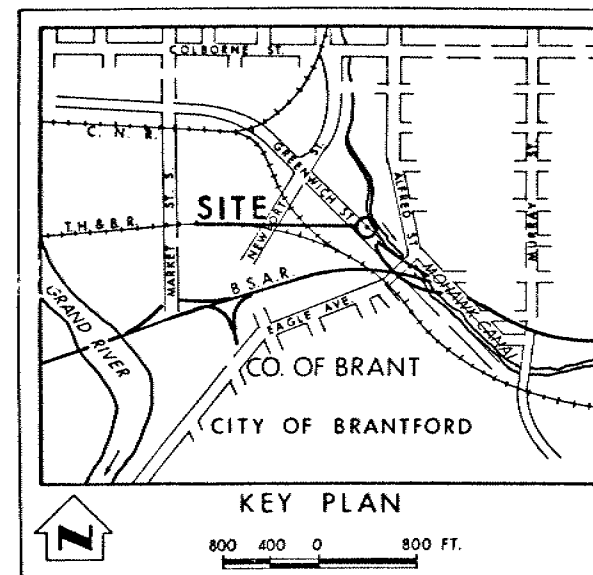 COLBORNE ST.
C. N. R.
GREENWICH ST.
NEWPORT ST.
ALFRED ST.
MURRAY ST.
MARKET ST. S.
SITE
T.H.&B.R.
B.S.A.R.
MOHAWK CANAL
GRAND RIVER
EAGLE AVE.
CO. OF BRANT
CITY OF BRANTFORD
KEY PLAN
N
800 400 0 800 FT.